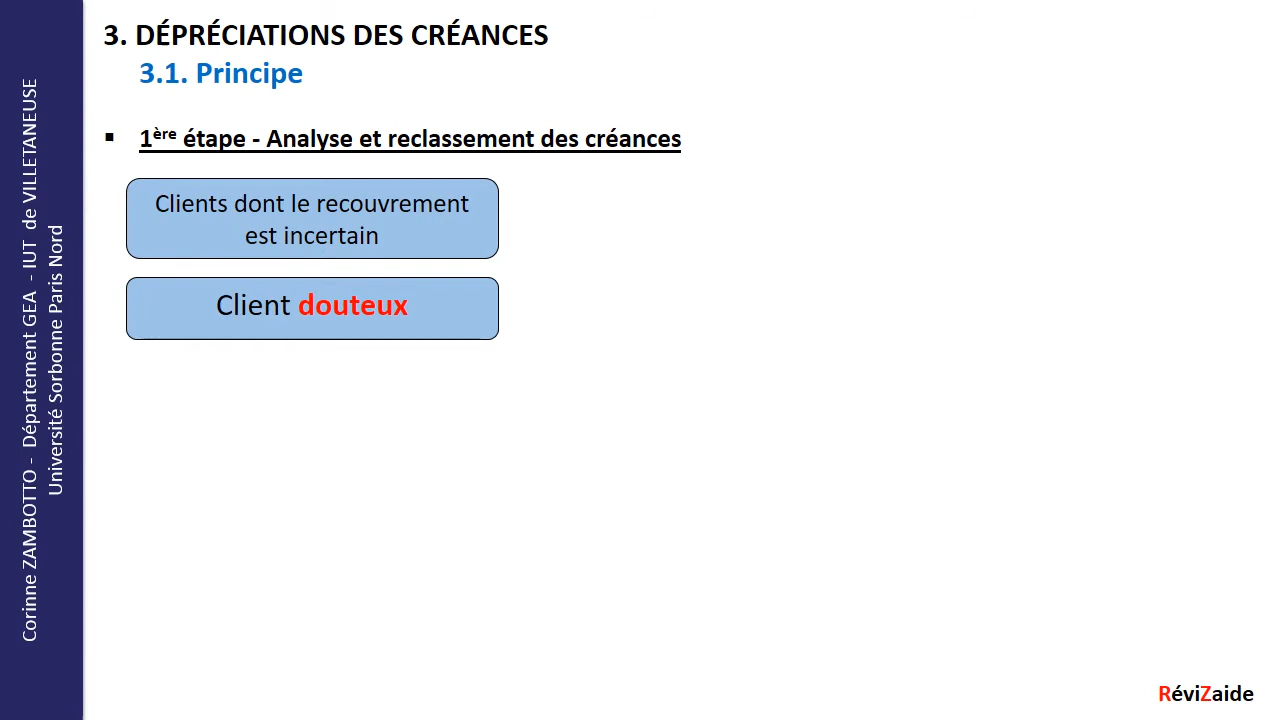 3. DÉPRÉCIATIONS DES CRÉANCES
3.1. Principe
▪ 1ère étape - Analyse et reclassement des créances
Clients dont le recouvrement
est incertain
Client douteux
Corinne ZAMBOTTO - Département GEA - IUT de VILLETANEUSE
Université Sorbonne Paris Nord
RéviZaide